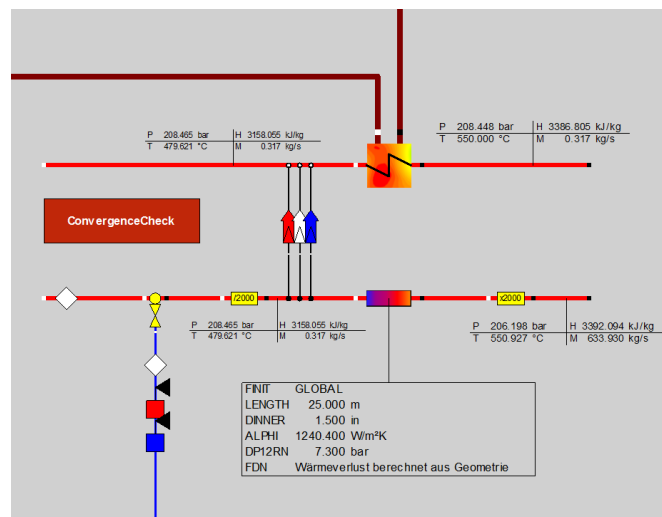 P 208.465 bar H 3158.055 kJ/kg
T 479.621 °C M 0.317 kg/s
P 208.448 bar H 3386.805 kJ/kg
T 550.000 °C M 0.317 kg/s
ConvergenceCheck
/2000
x2000
P 208.465 bar H 3158.055 kJ/kg
T 479.621 °C M 0.317 kg/s
P 206.198 bar H 3392.094 kJ/kg
T 550.927 °C M 633.930 kg/s
FINIT GLOBAL
LENGTH 25.000 m
DINNER 1.500 in
ALPHI 1240.400 W/m²K
DP12RN 7.300 bar
FDN Wärmeverlust berechnet aus Geometrie